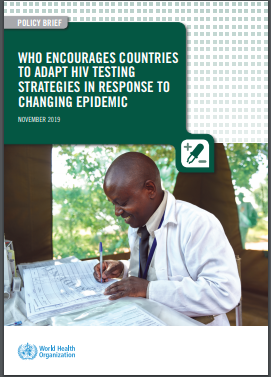 POLICY BRIEF
WHO ENCOURAGES COUNTRIES
TO ADAPT HIV TESTING
STRATEGIES IN RESPONSE TO
CHANGING EPIDEMIC
NOVEMBER 2019
World Health
Organization